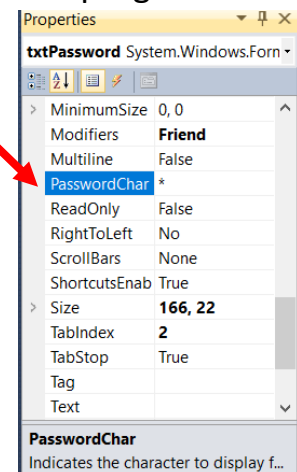 Properties
txtPassword System.Windows.Forn
MinimumSize 0, 0
Modifiers Friend
Multiline False
PasswordChar *
ReadOnly False
RightToLeft No
ScrollBars None
ShortcutsEnab True
Size 166, 22
TabIndex 2
TabStop True
Tag
Text
PasswordChar
Indicates the character to display f...